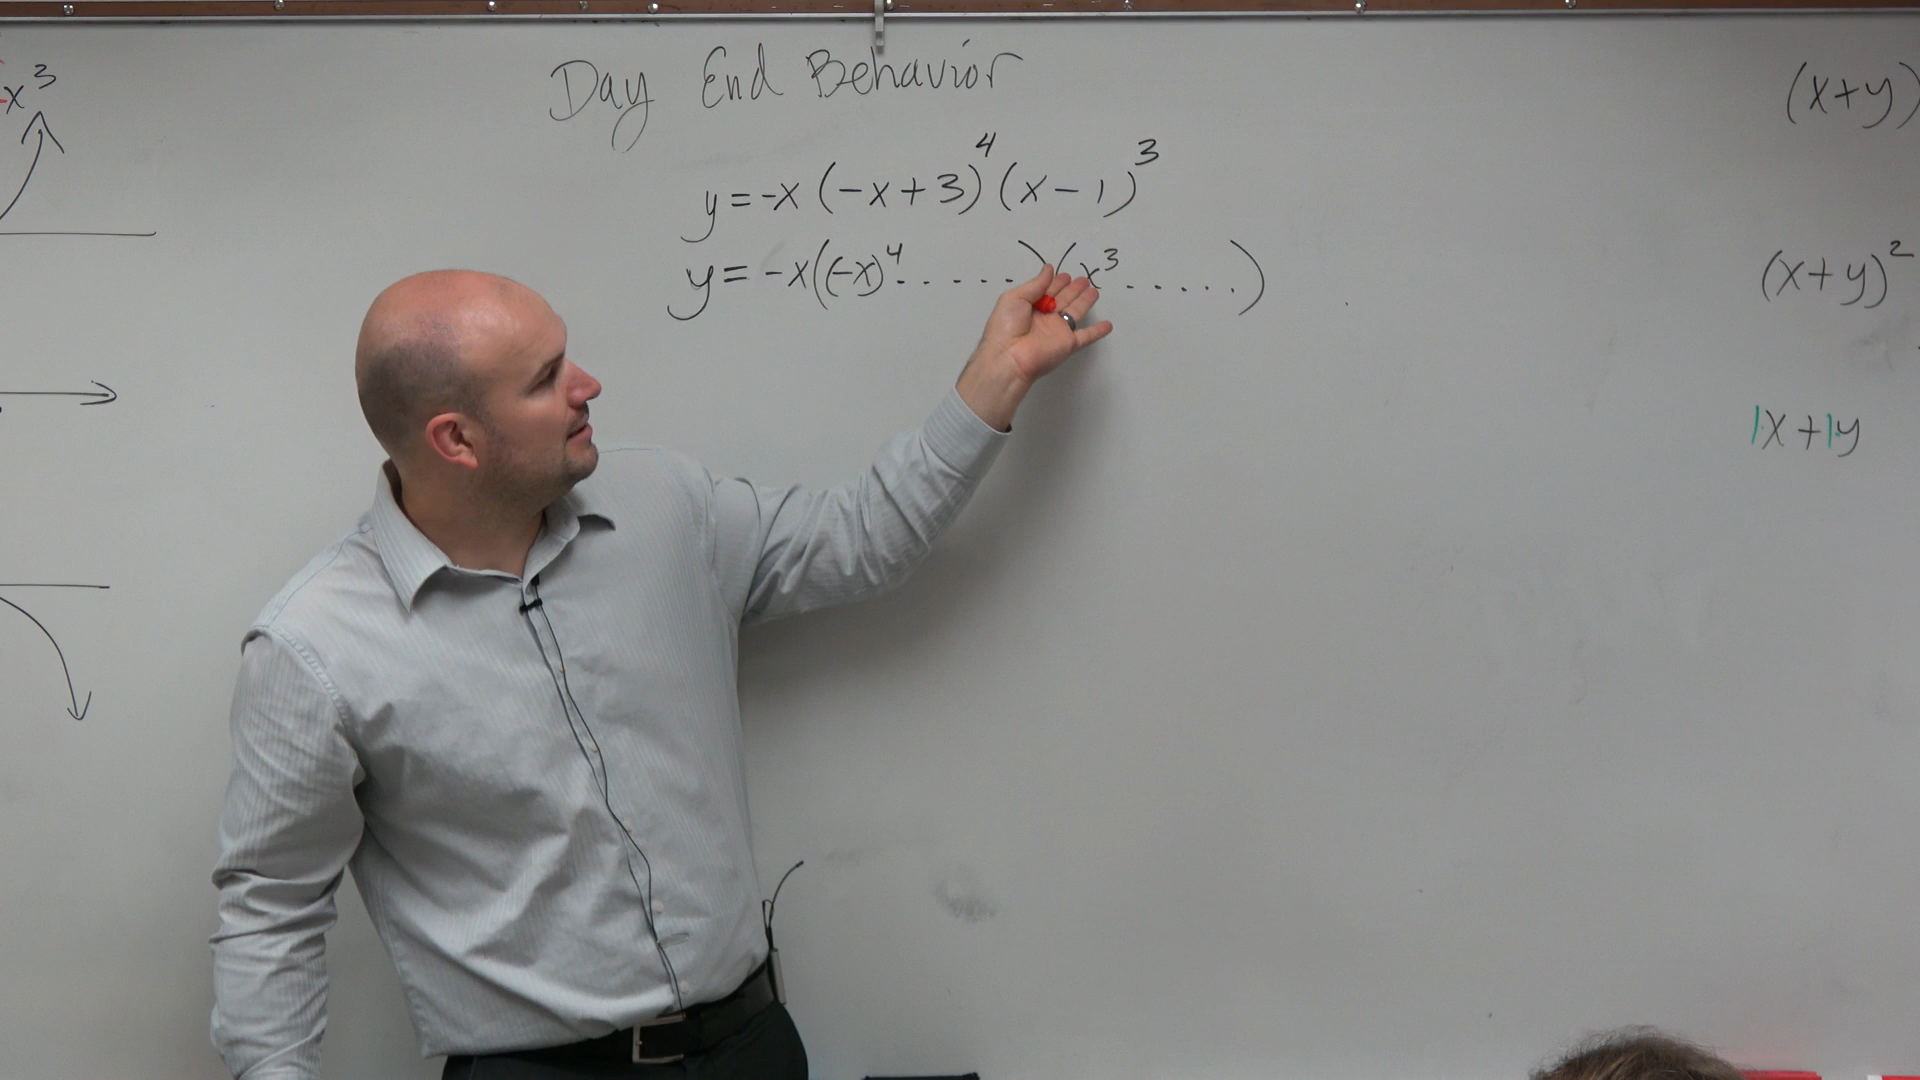 x³
Day End Behavior
y = -x (-x+3)⁴ (x-1)³
y = -x((-x)⁴.....)(x³.....)
(x+y)
(x+y)²
1x+1y